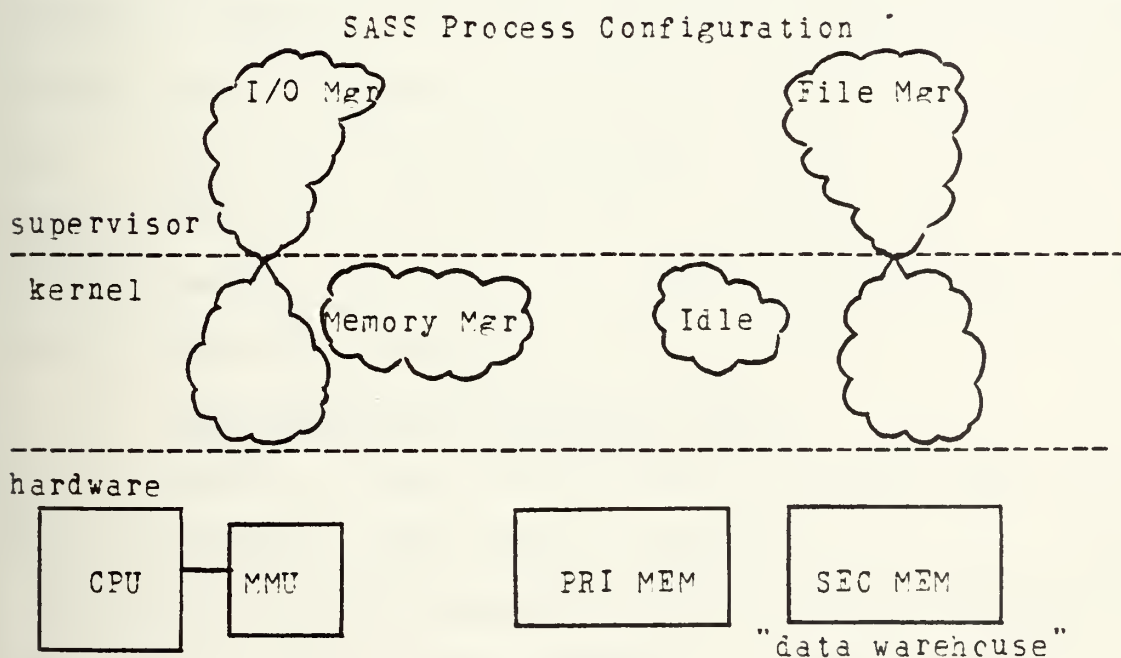 SASS Process Configuration
I/O Mgr
File Mgr
supervisor
kernel
Memory Mgr
Idle
hardware
CPU
MMU
PRI MEM
SEC MEM
"data warehouse"